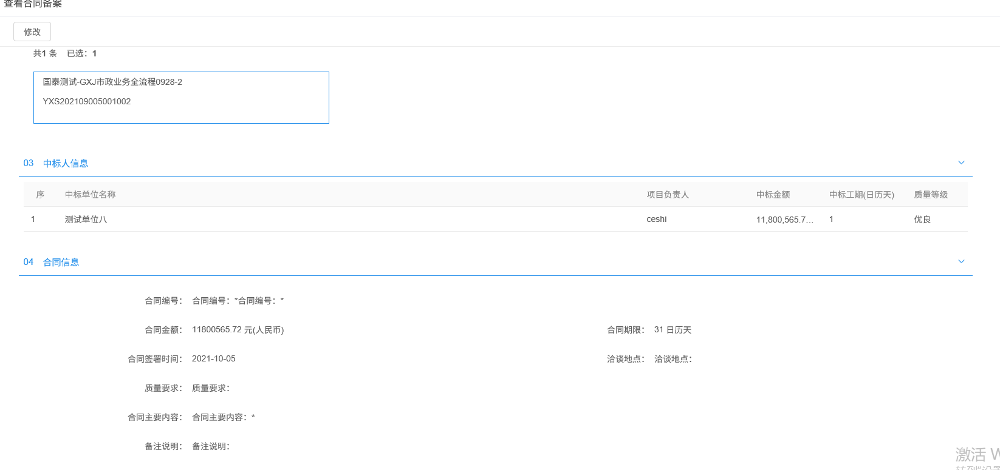 查看合同备案
修改
共1 条 已选：1
国泰测试-GXJ市政业务全流程0928-2
YXS202109005001002
03 中标人信息
序 中标单位名称 项目负责人 中标金额 中标工期(日历天) 质量等级
1 测试单位八 ceshi 11,800,565.7... 1 优良
04 合同信息
合同编号： 合同编号：*合同编号：*
合同金额： 11800565.72 元(人民币) 合同期限： 31 日历天
合同签署时间： 2021-10-05 洽谈地点： 洽谈地点：
质量要求： 质量要求：
合同主要内容： 合同主要内容：*
备注说明： 备注说明：
激活 W
转到"设置